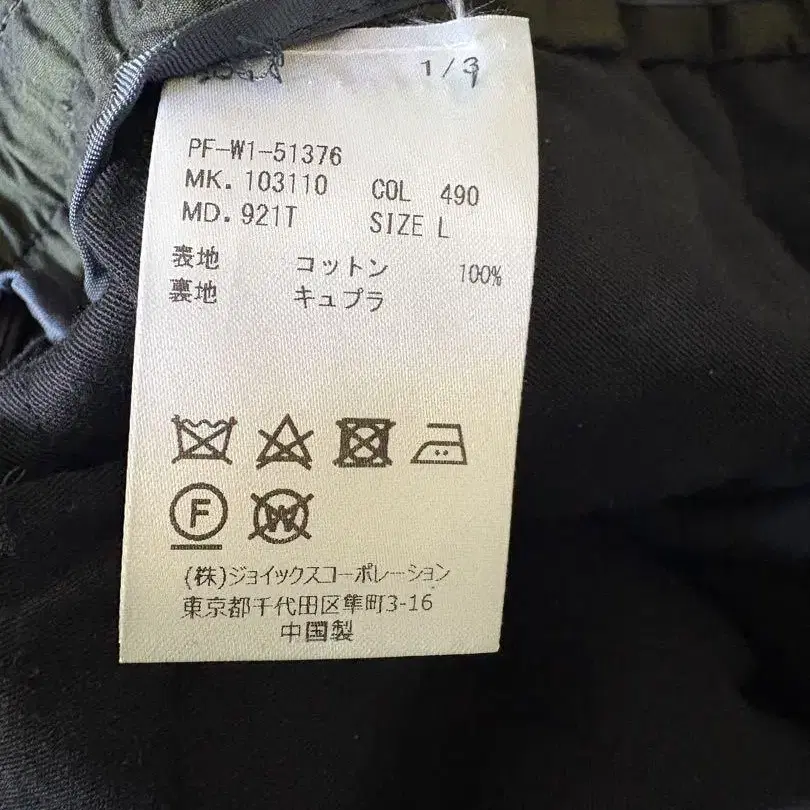 1/3
PF-W1-51376
MK. 103110 COL 490
MD. 921T SIZE L
表地 コットン 100%
裏地 キュプラ
F
W
(株)ジョイックスコーポレーション
東京都千代田区隼町3-16
中国製